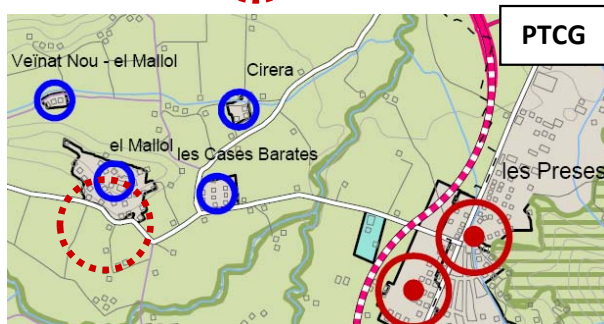 PTCG
Veïnat Nou - el Mallol
Cirera
el Mallol
les Cases Barates
les Preses